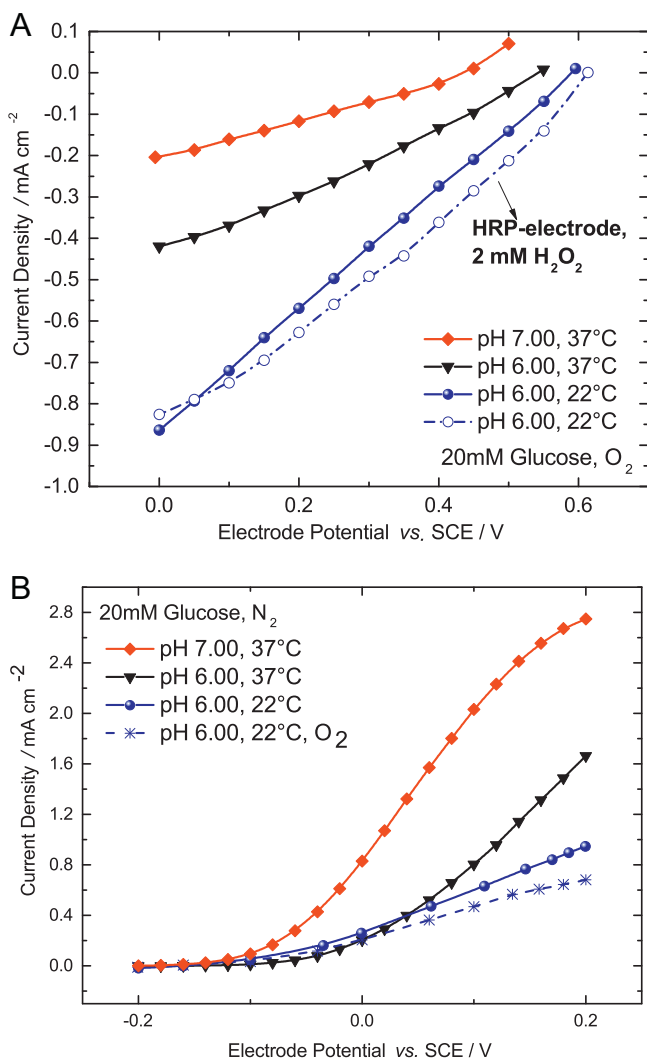 A
0.1
0.0
-0.1
-0.2
-0.3
-0.4
-0.5
-0.6
-0.7
-0.8
-0.9
-1.0
Current Density / mA cm⁻²
HRP-electrode,
2 mM H₂O₂
pH 7.00, 37°C
pH 6.00, 37°C
pH 6.00, 22°C
pH 6.00, 22°C
20mM Glucose, O₂
0.0 0.2 0.4 0.6
Electrode Potential vs. SCE / V
B
20mM Glucose, N₂
pH 7.00, 37°C
pH 6.00, 37°C
pH 6.00, 22°C
pH 6.00, 22°C, O₂
2.8
2.4
2.0
1.6
1.2
0.8
0.4
0.0
Current Density / mA cm⁻²
-0.2 0.0 0.2
Electrode Potential vs. SCE / V